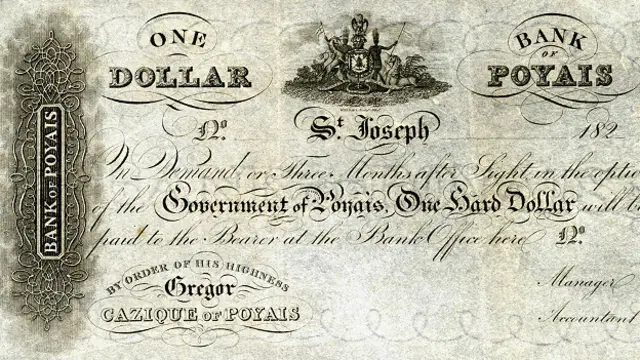 ONE DOLLAR
BANK OF POYAIS
Nº. St. Joseph 182
On Demand, or Three Months after Sight in the optio
of the Government of Poyais, One Hard Dollar will b
paid to the Bearer at the Bank Office here Nº.
BY ORDER OF HIS HIGHNESS
Gregor
CAZIQUE OF POYAIS
Manager
Accountant
BANK OF POYAIS